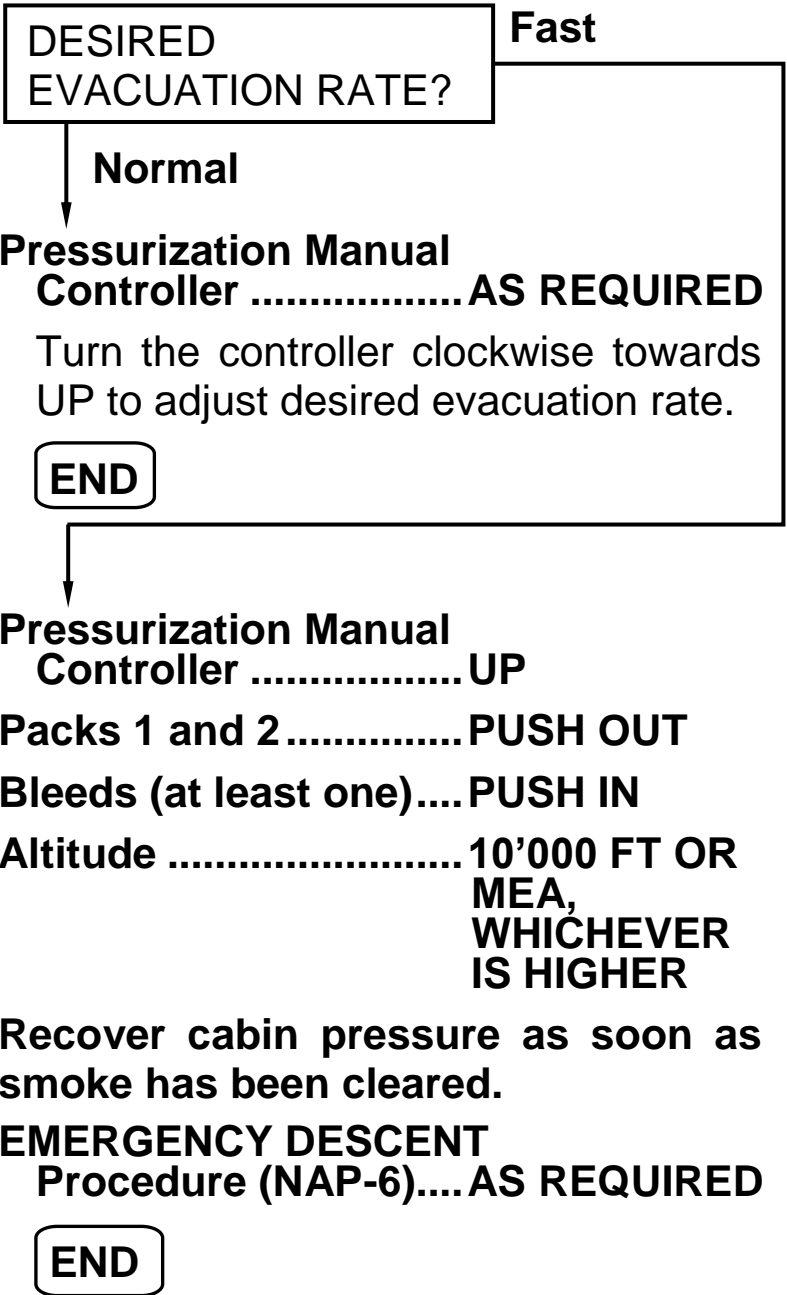 DESIRED
EVACUATION RATE?
Fast
Normal
Pressurization Manual
Controller ..................AS REQUIRED
Turn the controller clockwise towards
UP to adjust desired evacuation rate.
END
Pressurization Manual
Controller ..................UP
Packs 1 and 2...............PUSH OUT
Bleeds (at least one)....PUSH IN
Altitude .........................10’000 FT OR
MEA,
WHICHEVER
IS HIGHER
Recover cabin pressure as soon as
smoke has been cleared.
EMERGENCY DESCENT
Procedure (NAP-6)....AS REQUIRED
END